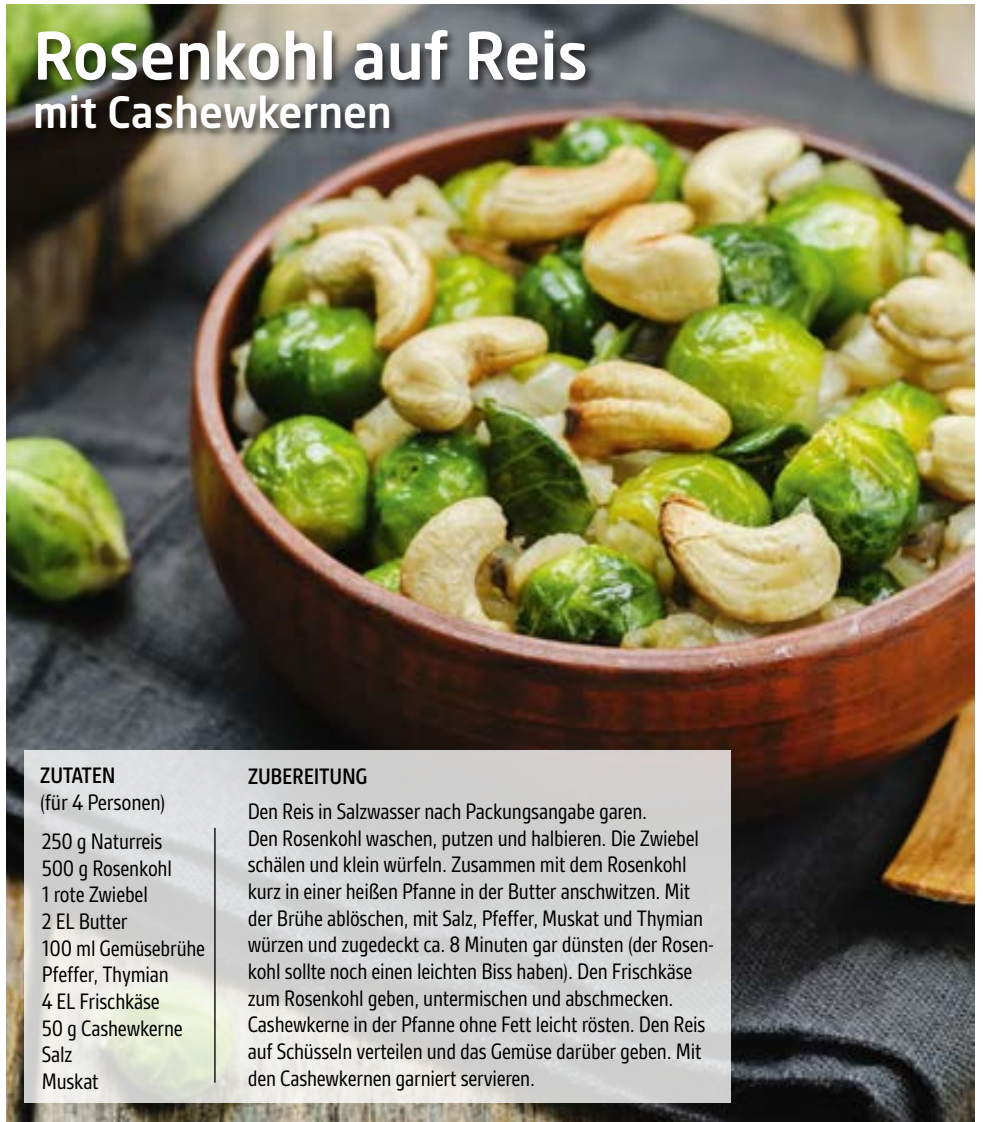 Rosenkohl auf Reis
mit Cashewkernen
ZUTATEN
(für 4 Personen)
250 g Naturreis
500 g Rosenkohl
1 rote Zwiebel
2 EL Butter
100 ml Gemüsebrühe
Pfeffer, Thymian
4 EL Frischkäse
50 g Cashewkerne
Salz
Muskat
ZUBEREITUNG
Den Reis in Salzwasser nach Packungsangabe garen.
Den Rosenkohl waschen, putzen und halbieren. Die Zwiebel
schälen und klein würfeln. Zusammen mit dem Rosenkohl
kurz in einer heißen Pfanne in der Butter anschwitzen. Mit
der Brühe ablöschen, mit Salz, Pfeffer, Muskat und Thymian
würzen und zugedeckt ca. 8 Minuten gar dünsten (der Rosen-
kohl sollte noch einen leichten Biss haben). Den Frischkäse
zum Rosenkohl geben, untermischen und abschmecken.
Cashewkerne in der Pfanne ohne Fett leicht rösten. Den Reis
auf Schüsseln verteilen und das Gemüse darüber geben. Mit
den Cashewkernen garniert servieren.